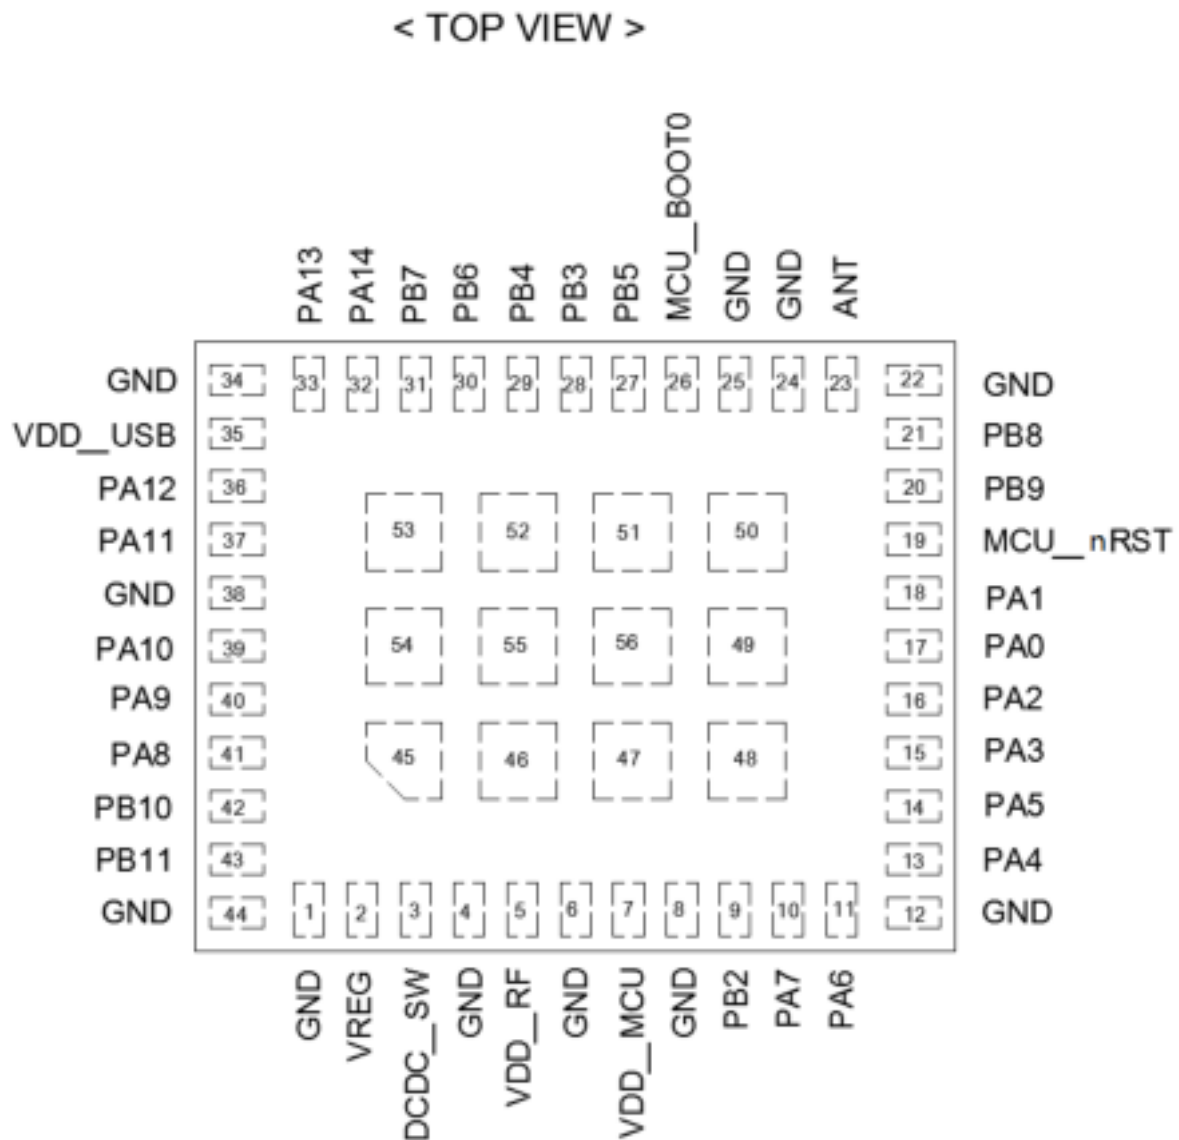 < TOP VIEW >
PA13 PA14 PB7 PB6 PB4 PB3 PB5 MCU__BOOT0 GND GND ANT
33 32 31 30 29 28 27 26 25 24 23
GND 34 22 GND
VDD__USB 35 21 PB8
PA12 36 20 PB9
PA11 37 19 MCU__nRST
GND 38 18 PA1
PA10 39 17 PA0
PA9 40 16 PA2
PA8 41 15 PA3
PB10 42 14 PA5
PB11 43 13 PA4
GND 44 12 GND
53 52 51 50
54 55 56 49
45 46 47 48
1 2 3 4 5 6 7 8 9 10 11
GND VREG DCDC__SW GND VDD__RF GND VDD__MCU GND PB2 PA7 PA6